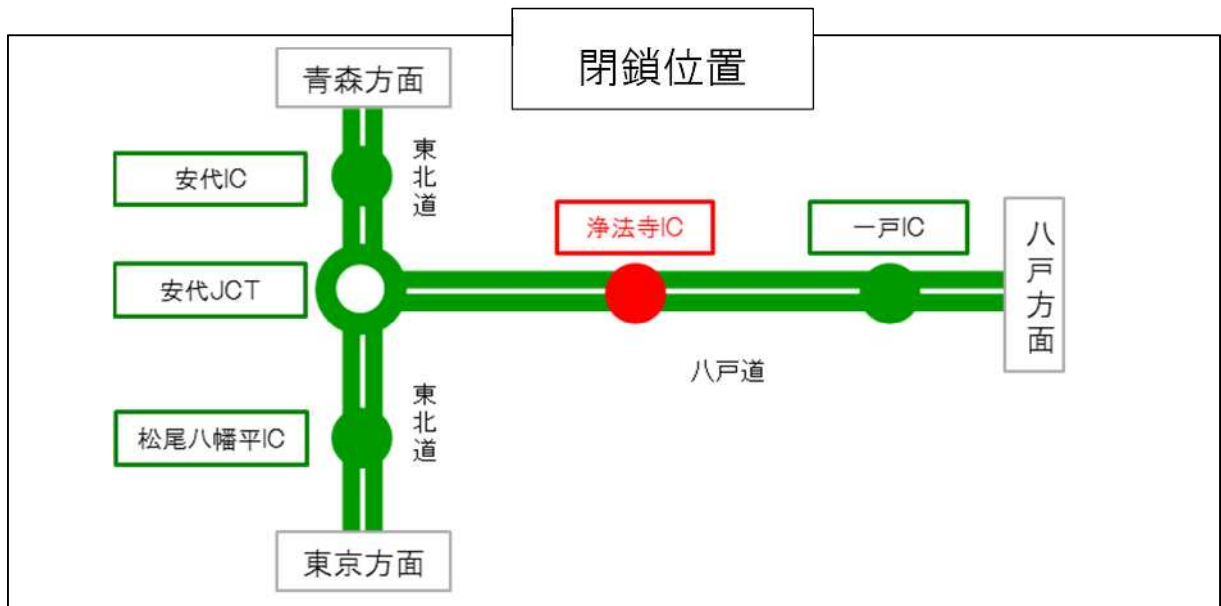 閉鎖位置
青森方面
東北道
安代IC
浄法寺IC
一戸IC
八戸方面
安代JCT
八戸道
東北道
松尾八幡平IC
東京方面